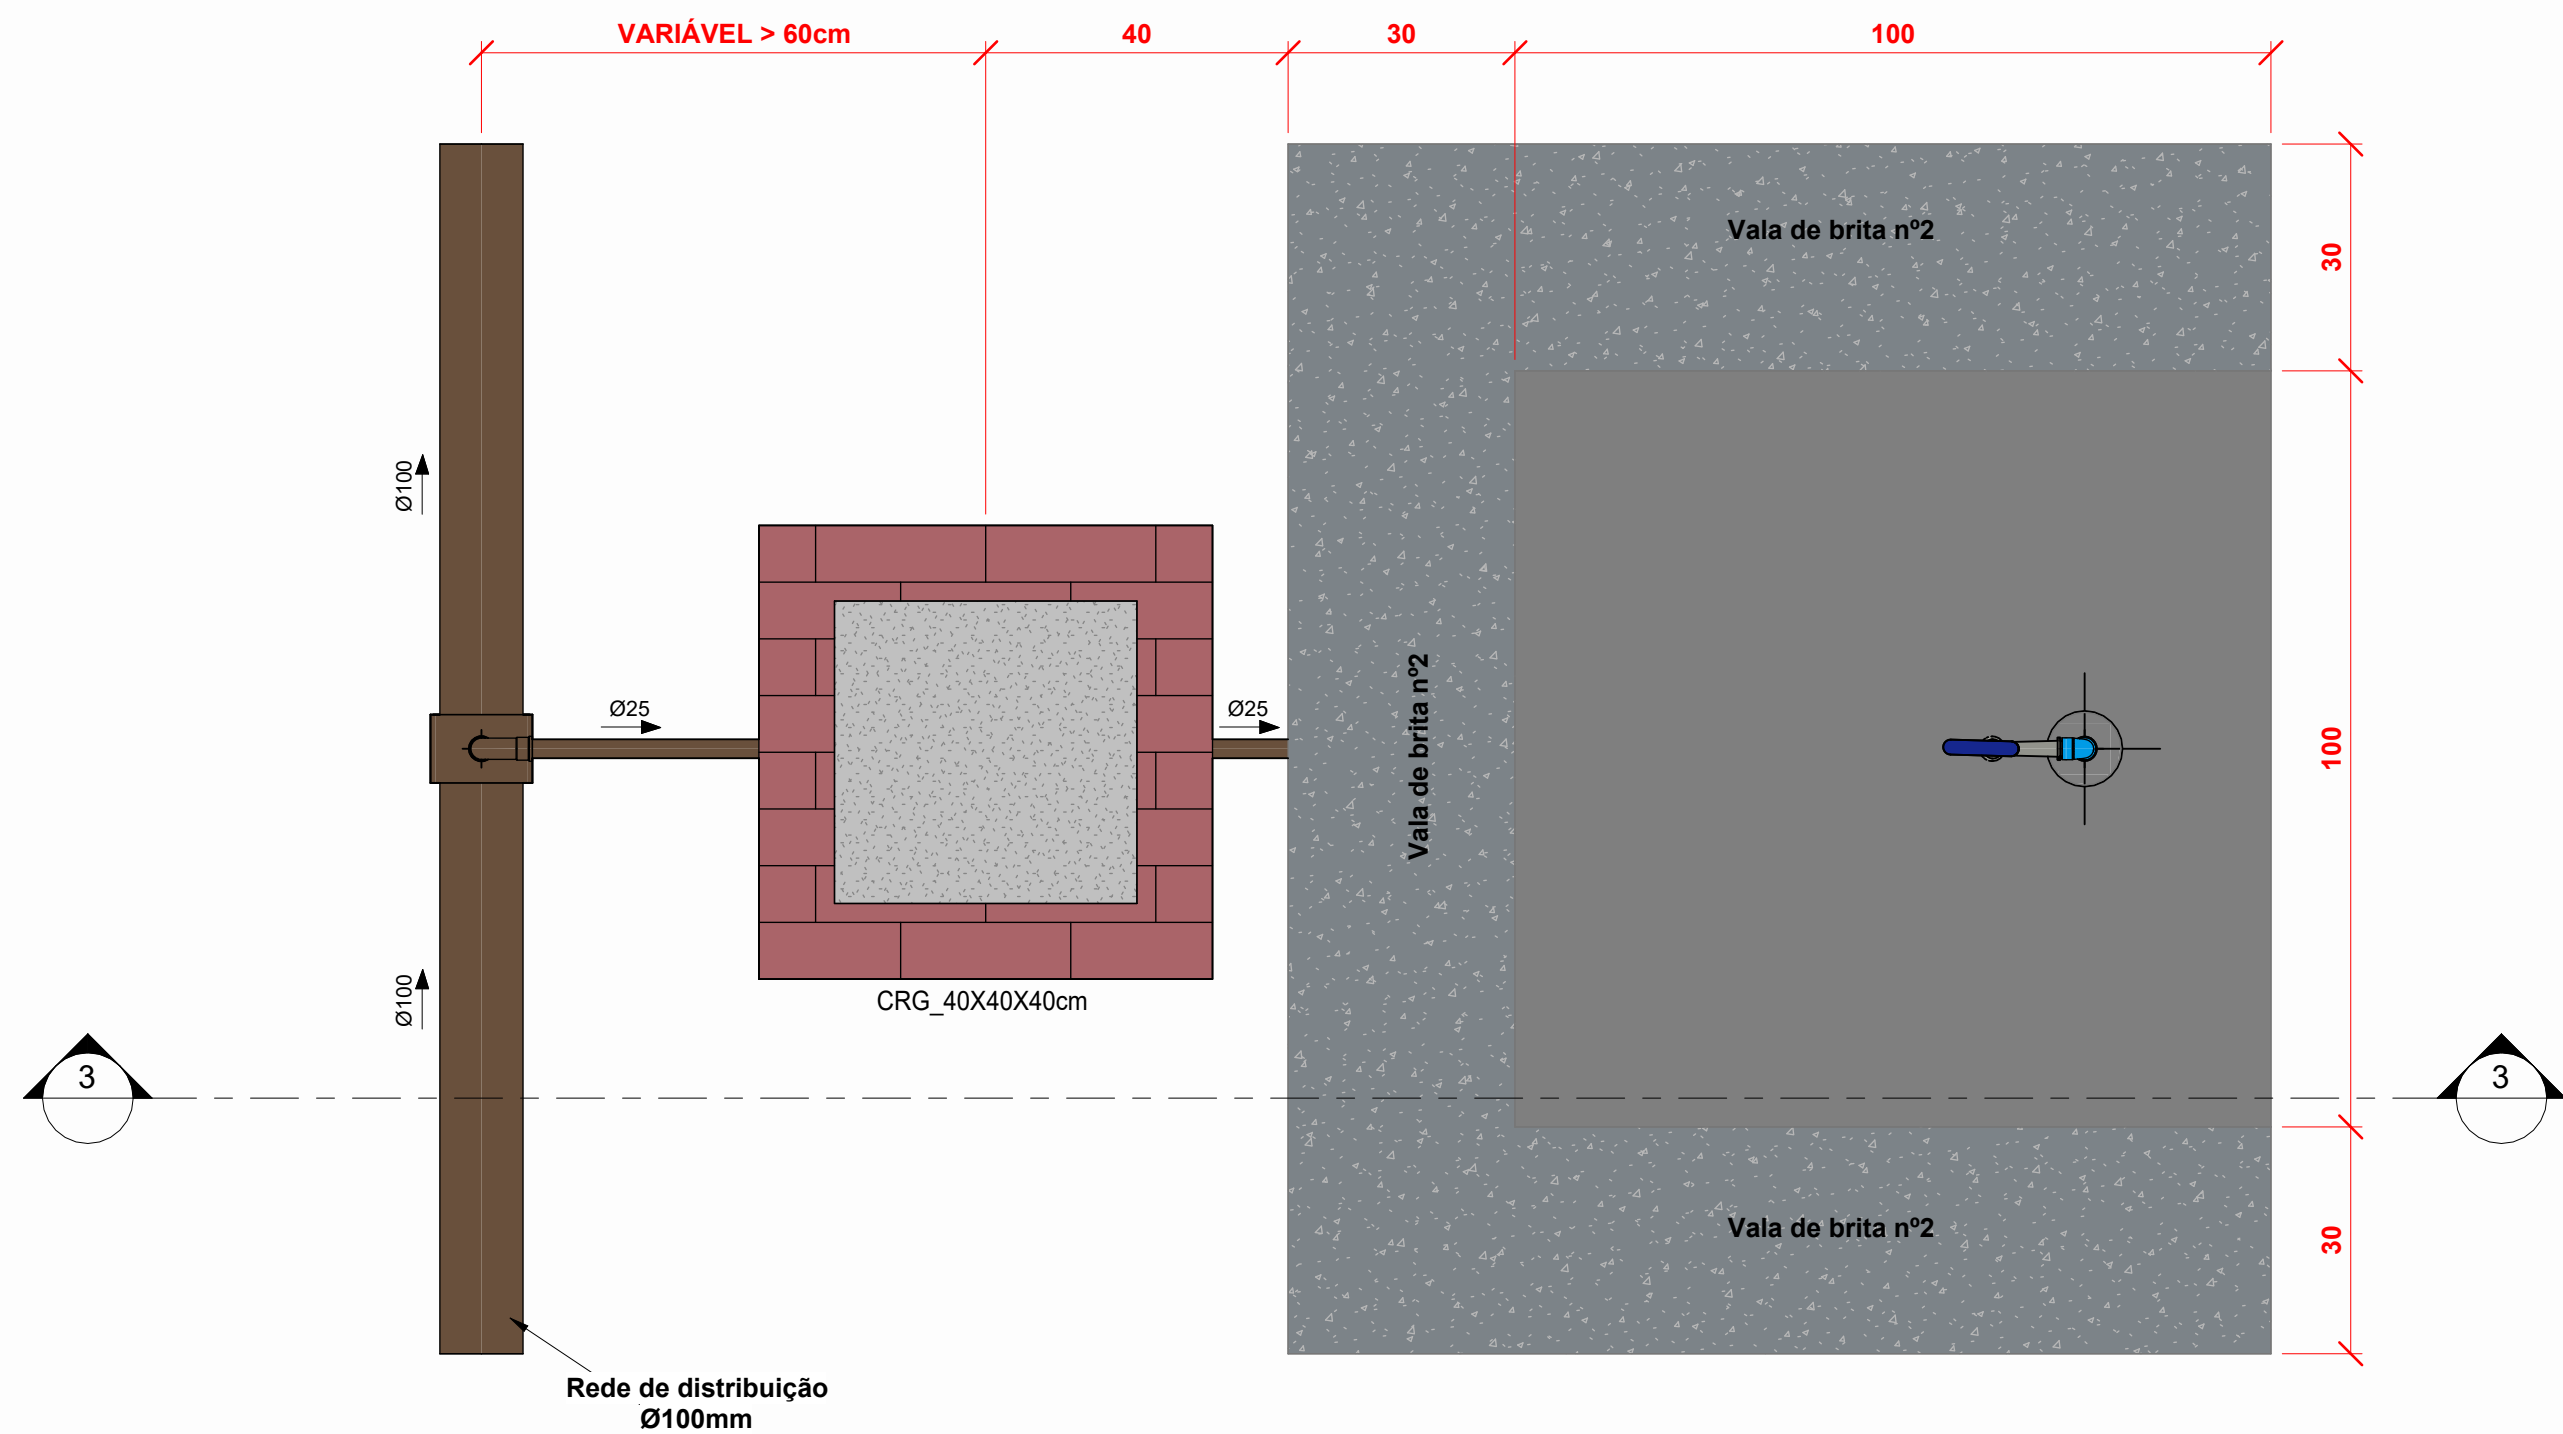 VARIÁVEL > 60cm
40
30
100
Vala de brita nº2
30
Ø100
Ø25
Ø25
Vala de brita nº2
100
Ø100
CRG_40X40X40cm
3
3
Vala de brita nº2
30
Rede de distribuição
Ø100mm